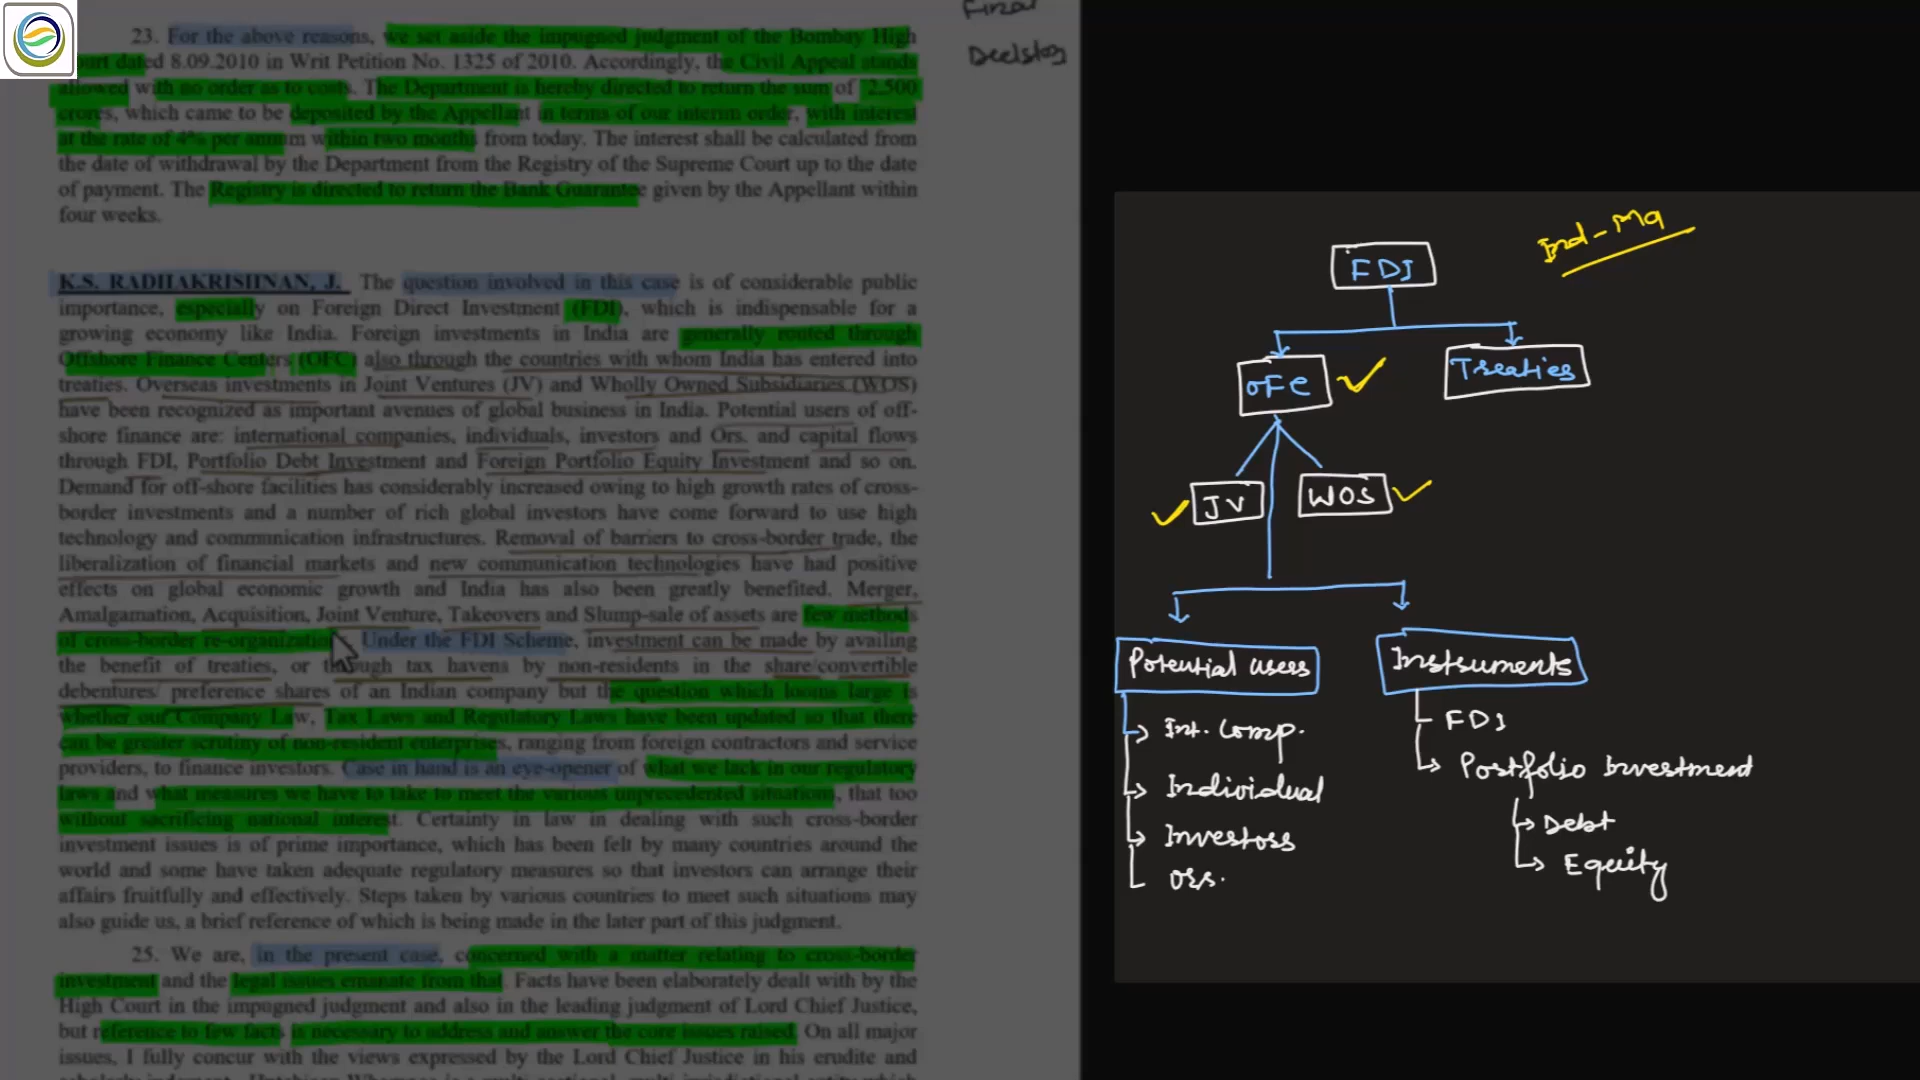 Final
Decision
23. For the above reasons, we set aside the impugned judgment of the Bombay High
Court dated 8.09.2010 in Writ Petition No. 1325 of 2010. Accordingly, the Civil Appeal stands
allowed with no order as to costs. The Department is hereby directed to return the sum of `2,500
crores, which came to be deposited by the Appellant in terms of our interim order, with interest
at the rate of 4% per annum within two months from today. The interest shall be calculated from
the date of withdrawal by the Department from the Registry of the Supreme Court up to the date
of payment. The Registry is directed to return the Bank Guarantee given by the Appellant within
four weeks.
K.S. RADHAKRISHNAN, J. The question involved in this case is of considerable public
importance, especially on Foreign Direct Investment (FDI), which is indispensable for a
growing economy like India. Foreign investments in India are generally routed through
Offshore Finance Centers (OFC) also through the countries with whom India has entered into
treaties. Overseas investments in Joint Ventures (JV) and Wholly Owned Subsidiaries (WOS)
have been recognized as important avenues of global business in India. Potential users of off-
shore finance are: international companies, individuals, investors and Ors. and capital flows
through FDI, Portfolio Debt Investment and Foreign Portfolio Equity Investment and so on.
Demand for off-shore facilities has considerably increased owing to high growth rates of cross-
border investments and a number of rich global investors have come forward to use high
technology and communication infrastructures. Removal of barriers to cross-border trade, the
liberalization of financial markets and new communication technologies have had positive
effects on global economic growth and India has also been greatly benefited. Merger,
Amalgamation, Acquisition, Joint Venture, Takeovers and Slump-sale of assets are few methods
of cross-border re-organizations. Under the FDI Scheme, investment can be made by availing
the benefit of treaties, or through tax havens by non-residents in the share/convertible
debentures/ preference shares of an Indian company but the question which looms large is
whether our Company Law, Tax Laws and Regulatory Laws have been updated so that there
can be greater scrutiny of non-resident enterprises, ranging from foreign contractors and service
providers, to finance investors. Case in hand is an eye-opener of what we lack in our regulatory
laws and what measures we have to take to meet the various unprecedented situations, that too
without sacrificing national interest. Certainty in law in dealing with such cross-border
investment issues is of prime importance, which has been felt by many countries around the
world and some have taken adequate regulatory measures so that investors can arrange their
affairs fruitfully and effectively. Steps taken by various countries to meet such situations may
also guide us, a brief reference of which is being made in the later part of this judgment.
25. We are, in the present case, concerned with a matter relating to cross-border
investment and the legal issues emanate from that. Facts have been elaborately dealt with by the
High Court in the impugned judgment and also in the leading judgment of Lord Chief Justice,
but reference to few facts is necessary to address and answer the core issues raised. On all major
issues, I fully concur with the views expressed by the Lord Chief Justice in his erudite and
Ind - Ma
FDI
OFC
Treaties
JV
WOS
Potential users
Instruments
Int. Comp.
FDI
Individual
Portfolio Investment
Investors
Debt
Ors.
Equity